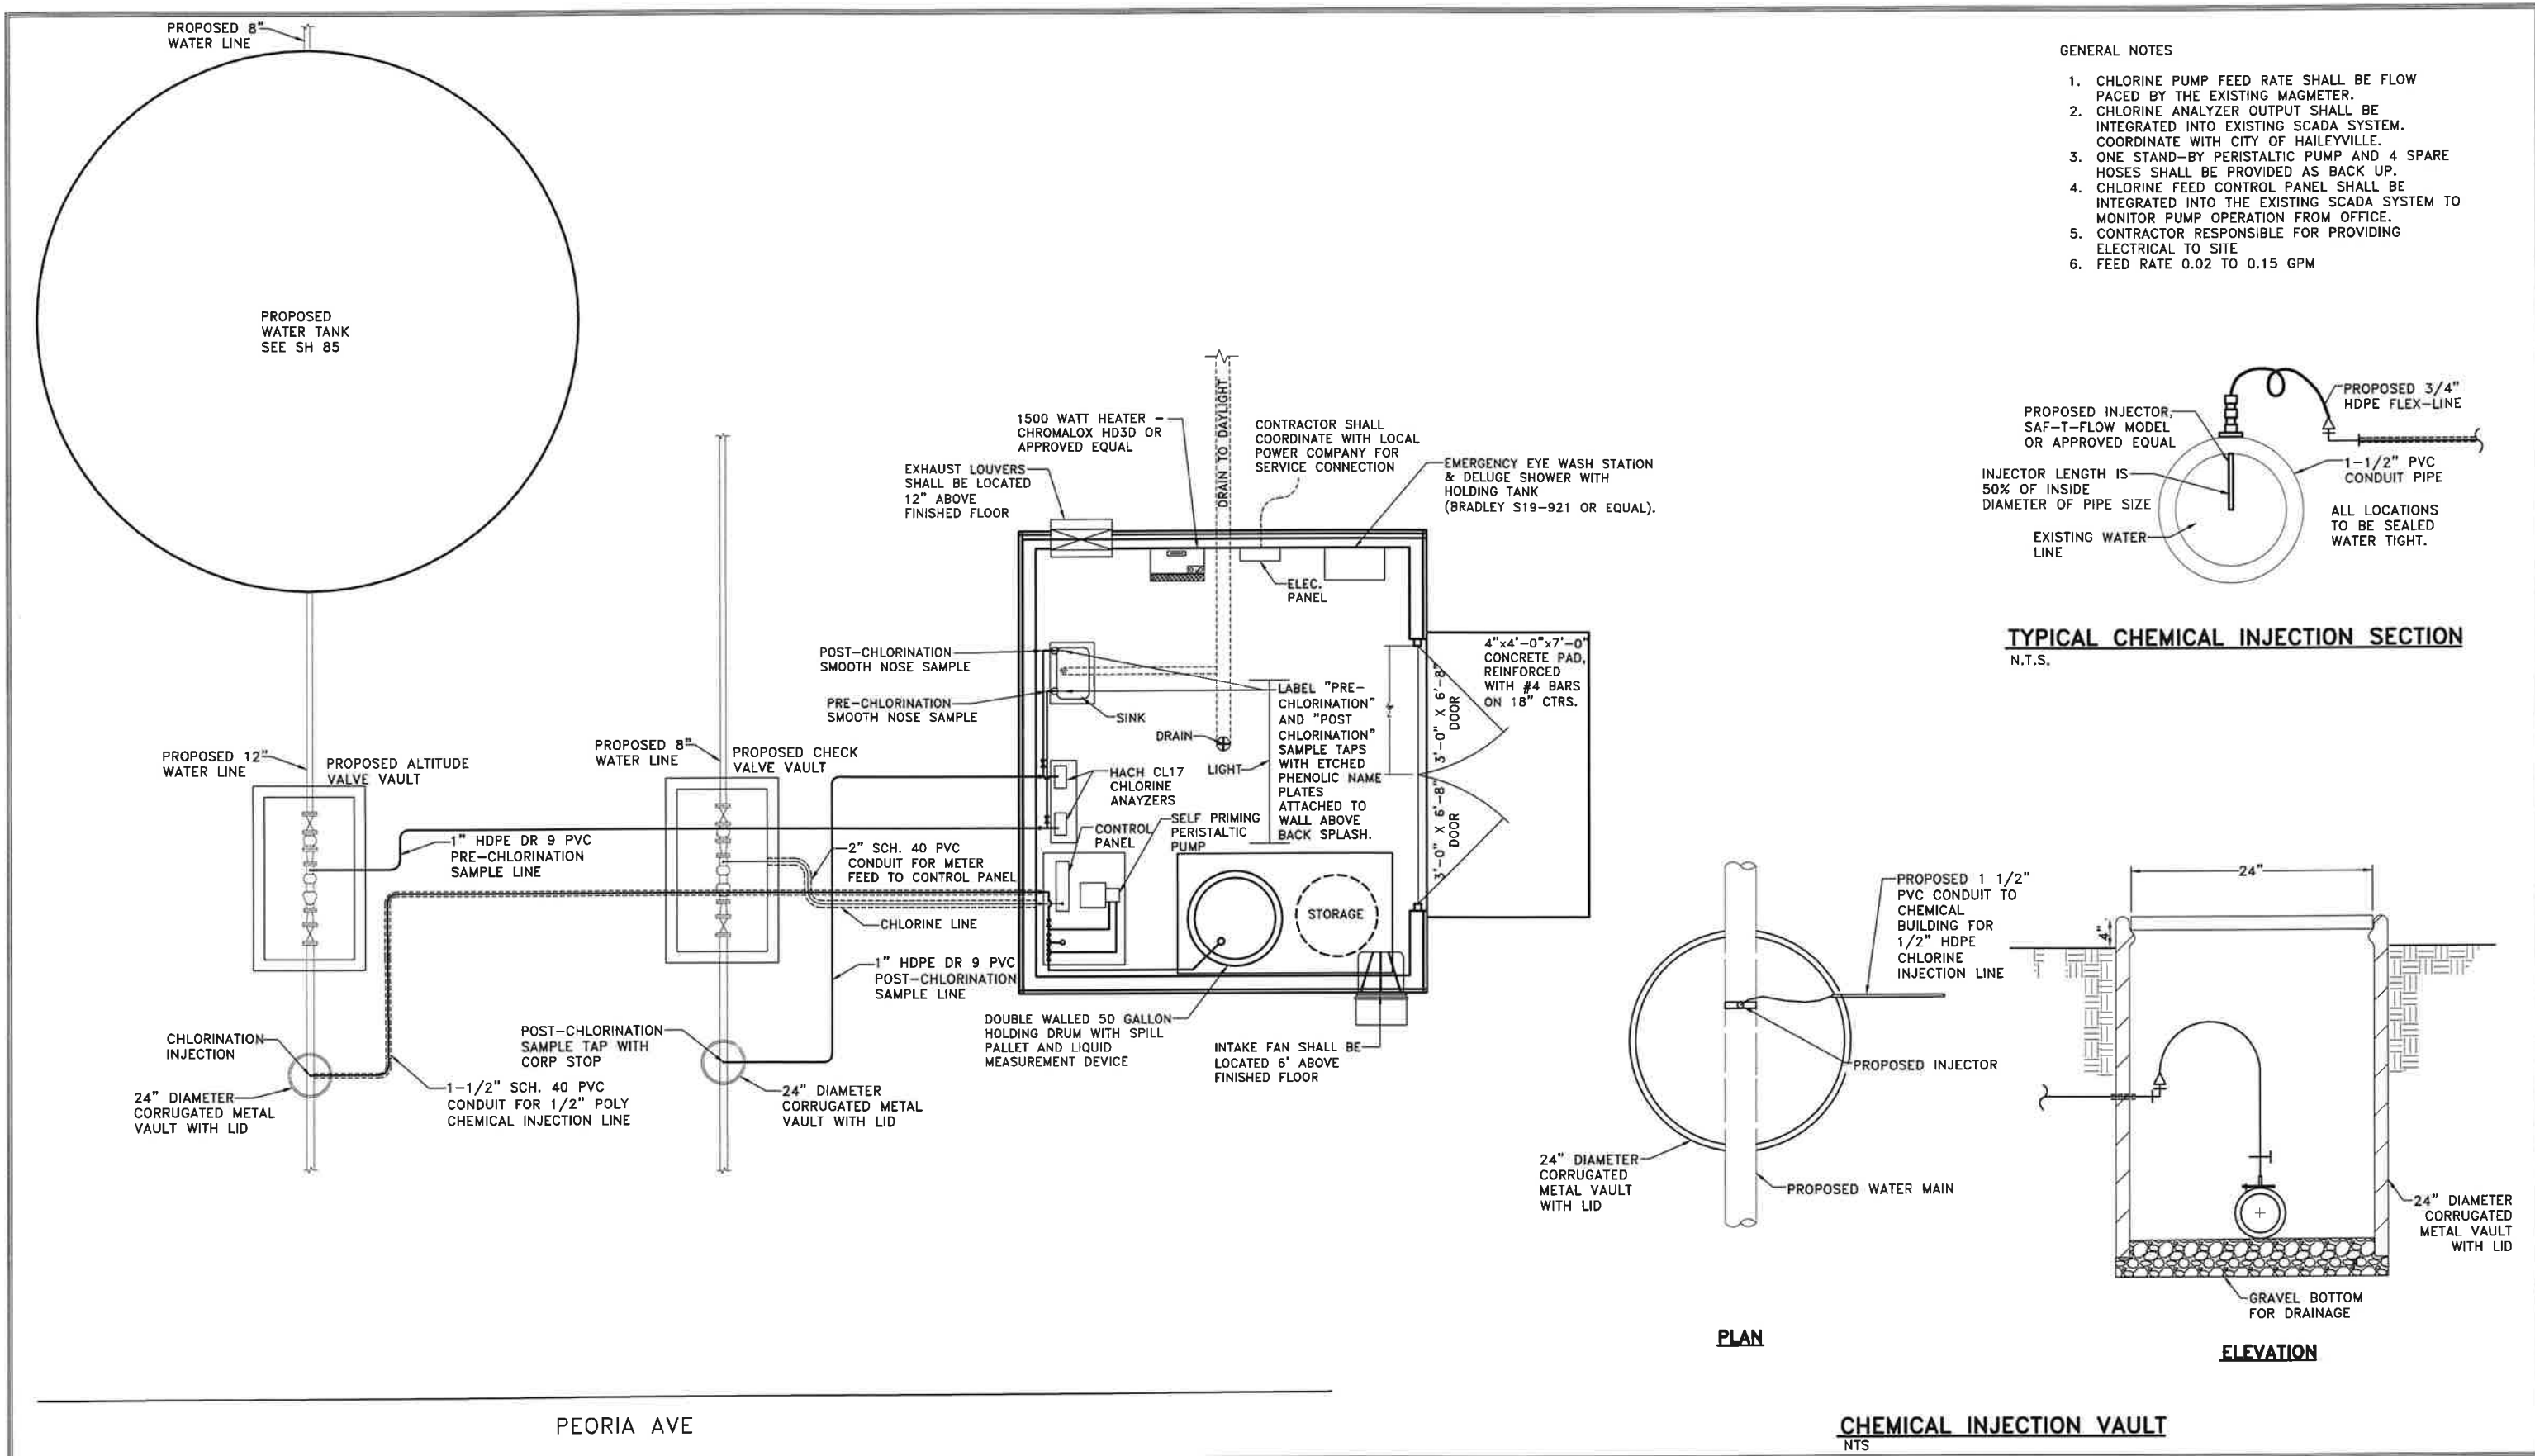 PROPOSED 8"
WATER LINE
PROPOSED
WATER TANK
SEE SH 85
GENERAL NOTES
1. CHLORINE PUMP FEED RATE SHALL BE FLOW
PACED BY THE EXISTING MAGMETER.
2. CHLORINE ANALYZER OUTPUT SHALL BE
INTEGRATED INTO EXISTING SCADA SYSTEM.
COORDINATE WITH CITY OF HAILEYVILLE.
3. ONE STAND-BY PERISTALTIC PUMP AND 4 SPARE
HOSES SHALL BE PROVIDED AS BACK UP.
4. CHLORINE FEED CONTROL PANEL SHALL BE
INTEGRATED INTO THE EXISTING SCADA SYSTEM TO
MONITOR PUMP OPERATION FROM OFFICE.
5. CONTRACTOR RESPONSIBLE FOR PROVIDING
ELECTRICAL TO SITE
6. FEED RATE 0.02 TO 0.15 GPM
PROPOSED INJECTOR,
SAF-T-FLOW MODEL
OR APPROVED EQUAL
INJECTOR LENGTH IS
50% OF INSIDE
DIAMETER OF PIPE SIZE
EXISTING WATER
LINE
PROPOSED 3/4"
HDPE FLEX-LINE
1-1/2" PVC
CONDUIT PIPE
ALL LOCATIONS
TO BE SEALED
WATER TIGHT.
TYPICAL CHEMICAL INJECTION SECTION
N.T.S.
1500 WATT HEATER -
CHROMALOX HD3D OR
APPROVED EQUAL
EXHAUST LOUVERS
SHALL BE LOCATED
12" ABOVE
FINISHED FLOOR
DRAIN TO DAYLIGHT
CONTRACTOR SHALL
COORDINATE WITH LOCAL
POWER COMPANY FOR
SERVICE CONNECTION
EMERGENCY EYE WASH STATION
& DELUGE SHOWER WITH
HOLDING TANK
(BRADLEY S19-921 OR EQUAL).
ELEC.
PANEL
POST-CHLORINATION
SMOOTH NOSE SAMPLE
PRE-CHLORINATION
SMOOTH NOSE SAMPLE
SINK
DRAIN
LIGHT
LABEL "PRE-
CHLORINATION"
AND "POST
CHLORINATION"
SAMPLE TAPS
WITH ETCHED
PHENOLIC NAME
PLATES
ATTACHED TO
WALL ABOVE
BACK SPLASH.
3'-0" X 6'-8"
DOOR
3'-0" X 6'-8"
DOOR
4"x4'-0"x7'-0"
CONCRETE PAD,
REINFORCED
WITH #4 BARS
ON 18" CTRS.
HACH CL17
CHLORINE
ANAYZERS
CONTROL
PANEL
SELF PRIMING
PERISTALTIC
PUMP
STORAGE
PROPOSED 12"
WATER LINE
PROPOSED ALTITUDE
VALVE VAULT
PROPOSED 8"
WATER LINE
PROPOSED CHECK
VALVE VAULT
1" HDPE DR 9 PVC
PRE-CHLORINATION
SAMPLE LINE
2" SCH. 40 PVC
CONDUIT FOR METER
FEED TO CONTROL PANEL
CHLORINE LINE
1" HDPE DR 9 PVC
POST-CHLORINATION
SAMPLE LINE
CHLORINATION
INJECTION
24" DIAMETER
CORRUGATED METAL
VAULT WITH LID
1-1/2" SCH. 40 PVC
CONDUIT FOR 1/2" POLY
CHEMICAL INJECTION LINE
POST-CHLORINATION
SAMPLE TAP WITH
CORP STOP
24" DIAMETER
CORRUGATED METAL
VAULT WITH LID
DOUBLE WALLED 50 GALLON
HOLDING DRUM WITH SPILL
PALLET AND LIQUID
MEASUREMENT DEVICE
INTAKE FAN SHALL BE
LOCATED 6' ABOVE
FINISHED FLOOR
PROPOSED 1 1/2"
PVC CONDUIT TO
CHEMICAL
BUILDING FOR
1/2" HDPE
CHLORINE
INJECTION LINE
PROPOSED INJECTOR
24" DIAMETER
CORRUGATED
METAL VAULT
WITH LID
PROPOSED WATER MAIN
PLAN
24"
4"
24" DIAMETER
CORRUGATED
METAL VAULT
WITH LID
GRAVEL BOTTOM
FOR DRAINAGE
ELEVATION
CHEMICAL INJECTION VAULT
NTS
PEORIA AVE